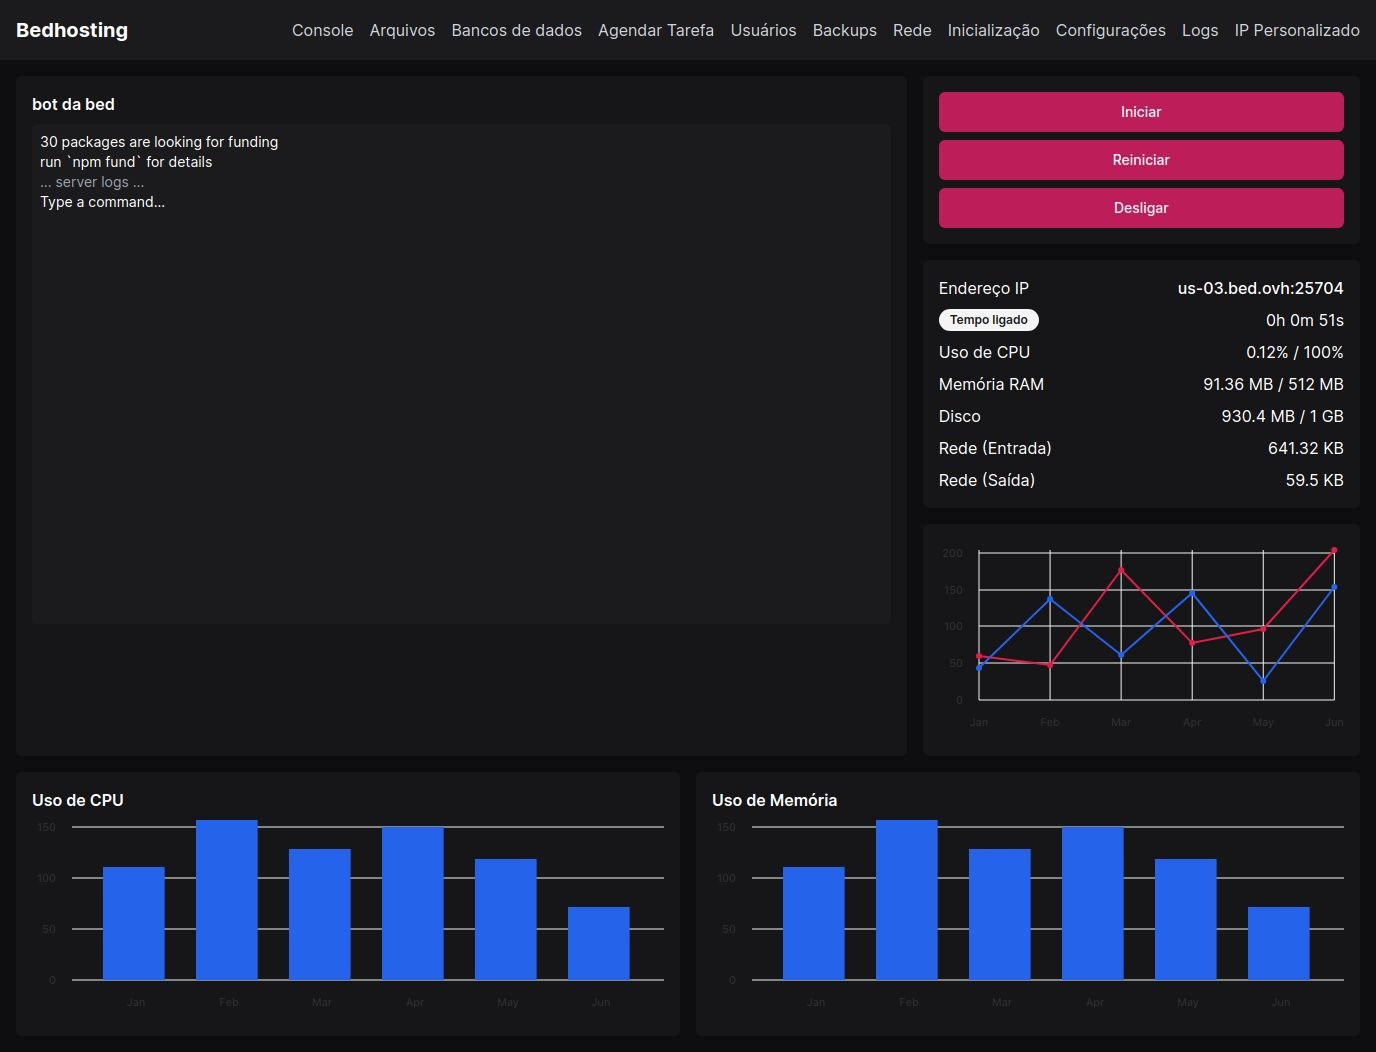 Bedhosting
Console Arquivos Bancos de dados Agendar Tarefa Usuários Backups Rede Inicialização Configurações Logs IP Personalizado
bot da bed
30 packages are looking for funding
run `npm fund` for details
... server logs ...
Type a command...
Iniciar
Reiniciar
Desligar
Endereço IP us-03.bed.ovh:25704
Tempo ligado 0h 0m 51s
Uso de CPU 0.12% / 100%
Memória RAM 91.36 MB / 512 MB
Disco 930.4 MB / 1 GB
Rede (Entrada) 641.32 KB
Rede (Saída) 59.5 KB
200
150
100
50
0
Jan Feb Mar Apr May Jun
Uso de CPU
150
100
50
0
Jan Feb Mar Apr May Jun
Uso de Memória
150
100
50
0
Jan Feb Mar Apr May Jun